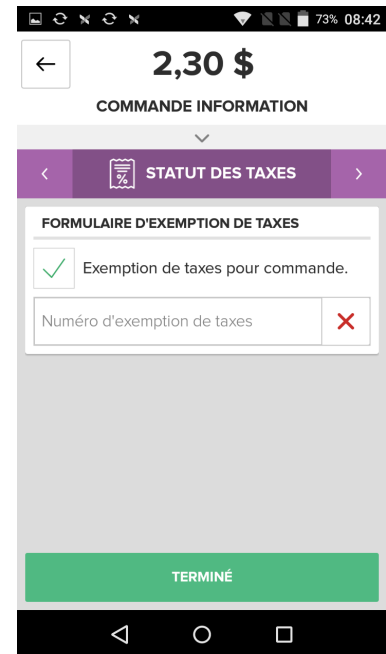 73% 08:42
2,30 $
COMMANDE INFORMATION
STATUT DES TAXES
FORMULAIRE D'EXEMPTION DE TAXES
Exemption de taxes pour commande.
Numéro d'exemption de taxes
TERMINÉ